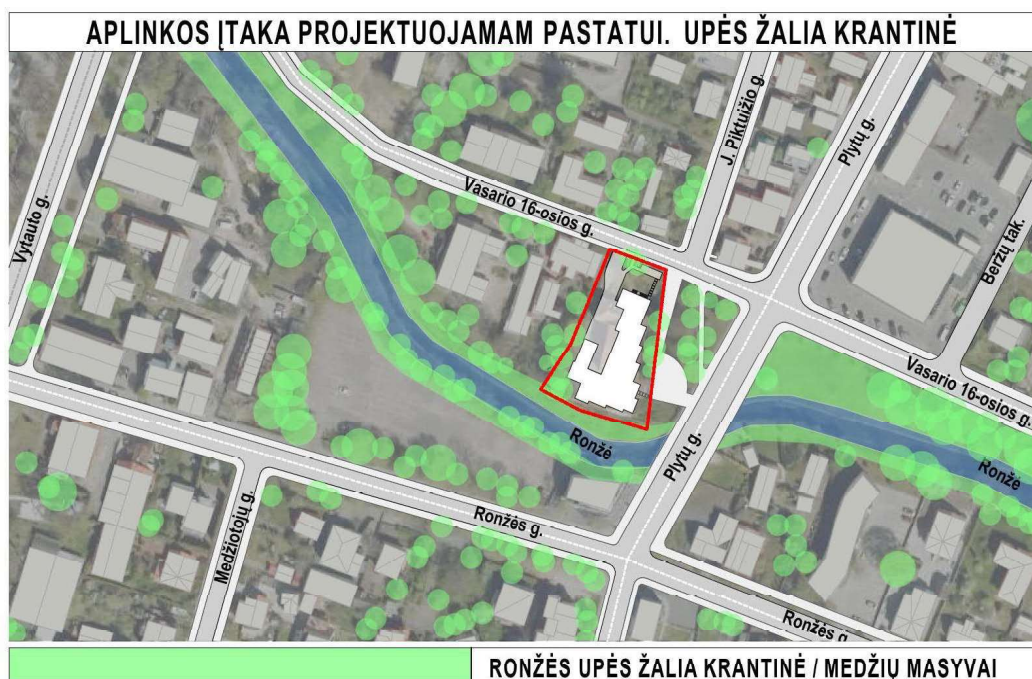 APLINKOS ĮTAKA PROJEKTUOJAMAM PASTATUI. UPĖS ŽALIA KRANTINĖ
J. Piktuižio g.
Plytų g.
Vasario 16-osios g.
Vytauto g.
Beržų tak
Vasario 16-osios g.
Ronžė
Plytų g.
Ronžė
Ronžės g.
Medžiotojų g.
Ronžės g.
RONŽĖS UPĖS ŽALIA KRANTINĖ / MEDŽIŲ MASYVAI